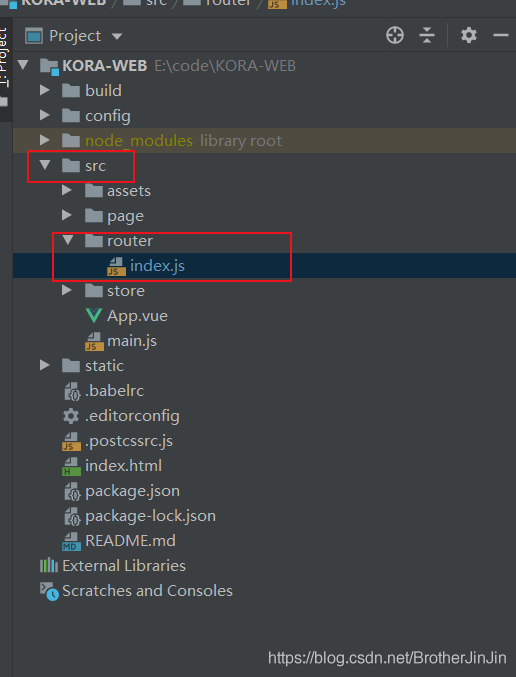 KORA-WEB src router index.js
1: Project
Project
KORA-WEB E:\code\KORA-WEB
build
config
node_modules library root
src
assets
page
router
index.js
store
App.vue
main.js
static
.babelrc
.editorconfig
.postcssrc.js
index.html
package.json
package-lock.json
README.md
External Libraries
Scratches and Consoles
https://blog.csdn.net/BrotherJinJin